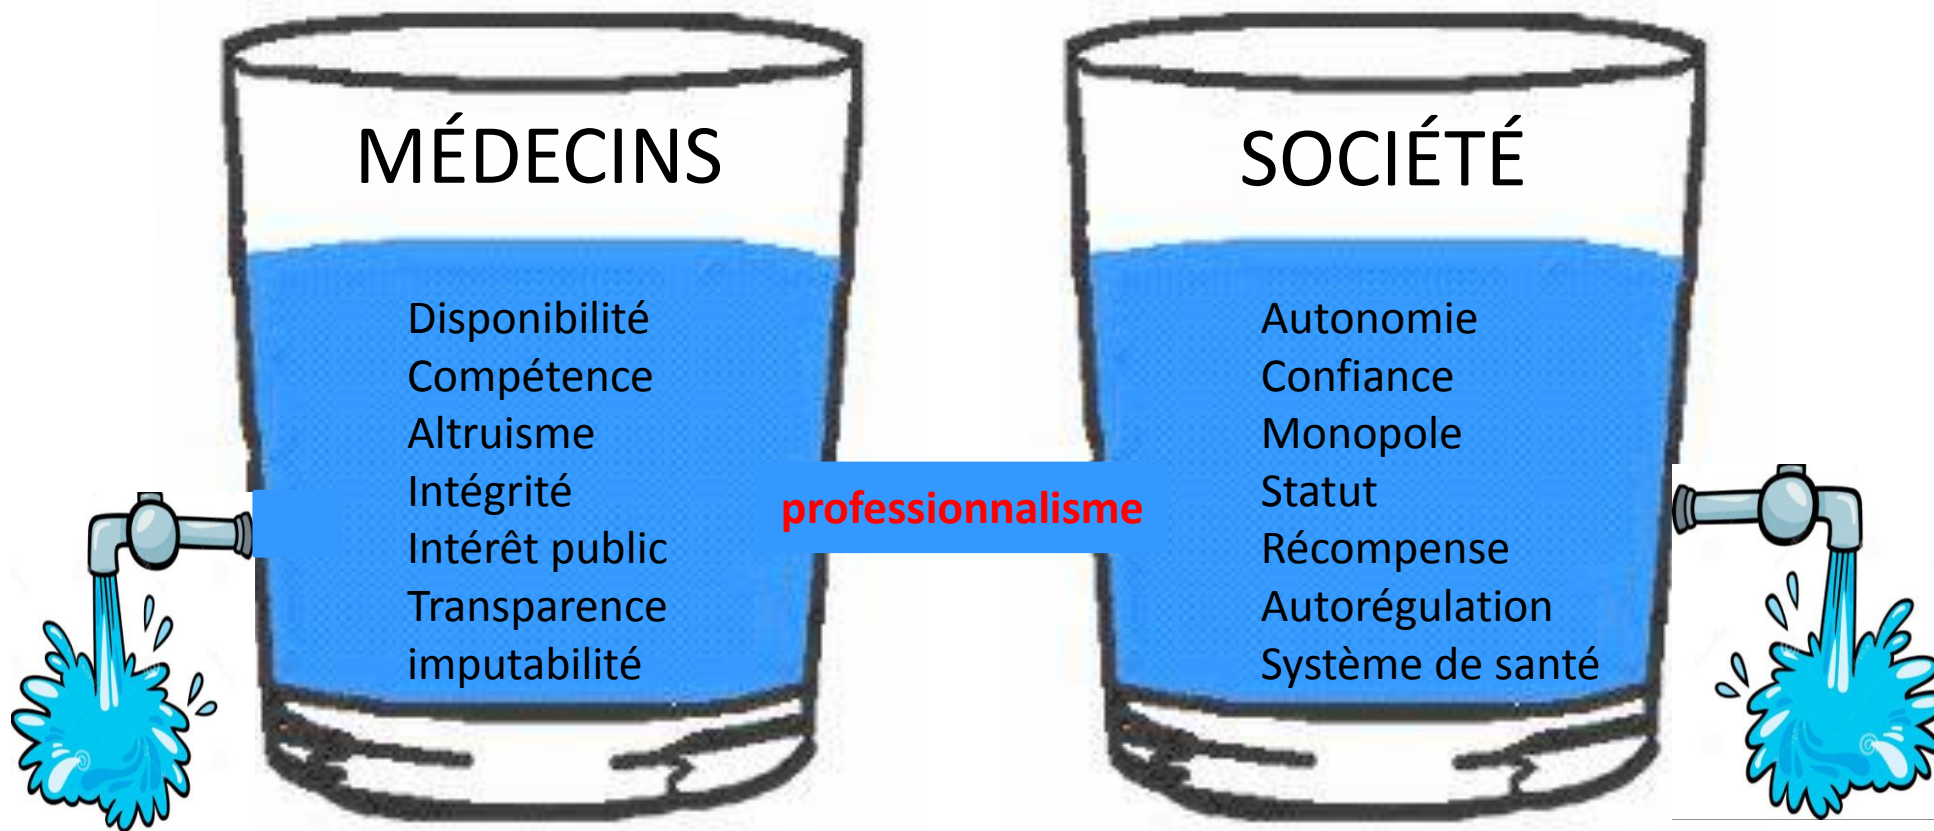 MÉDECINS
Disponibilité
Compétence
Altruisme
Intégrité
Intérêt public
Transparence
imputabilité
professionnalisme
SOCIÉTÉ
Autonomie
Confiance
Monopole
Statut
Récompense
Autorégulation
Système de santé